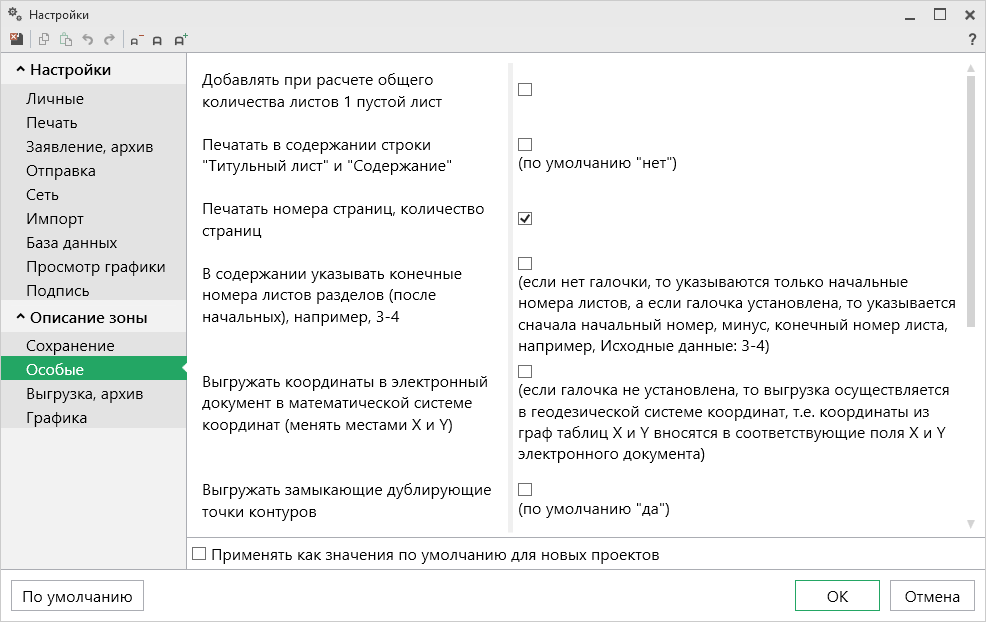 Настройки
?
Настройки
Личные
Печать
Заявление, архив
Отправка
Сеть
Импорт
База данных
Просмотр графики
Подпись
Описание зоны
Сохранение
Особые
Выгрузка, архив
Графика
Добавлять при расчете общего
количества листов 1 пустой лист
Печатать в содержании строки
"Титульный лист" и "Содержание"
(по умолчанию "нет")
Печатать номера страниц, количество
страниц
В содержании указывать конечные
номера листов разделов (после
начальных), например, 3-4
(если нет галочки, то указываются только начальные
номера листов, а если галочка установлена, то указывается
сначала начальный номер, минус, конечный номер листа,
например, Исходные данные: 3-4)
Выгружать координаты в электронный
документ в математической системе
координат (менять местами X и Y)
(если галочка не установлена, то выгрузка осуществляется
в геодезической системе координат, т.е. координаты из
граф таблиц X и Y вносятся в соответствующие поля X и Y
электронного документа)
Выгружать замыкающие дублирующие
точки контуров
(по умолчанию "да")
Применять как значения по умолчанию для новых проектов
По умолчанию
ОК
Отмена